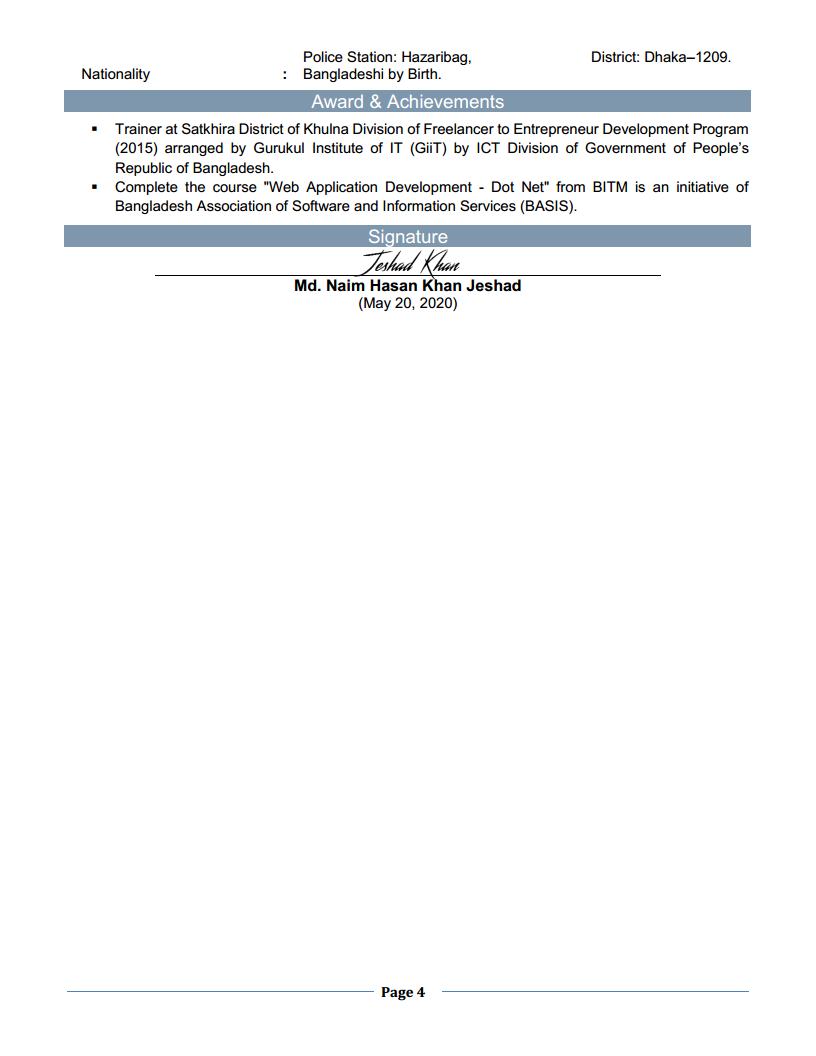 Police Station: Hazaribag, District: Dhaka–1209.
Nationality : Bangladeshi by Birth.
Award & Achievements
▪ Trainer at Satkhira District of Khulna Division of Freelancer to Entrepreneur Development Program
(2015) arranged by Gurukul Institute of IT (GiiT) by ICT Division of Government of People’s
Republic of Bangladesh.
▪ Complete the course "Web Application Development - Dot Net" from BITM is an initiative of
Bangladesh Association of Software and Information Services (BASIS).
Signature
Jeshad Khan
Md. Naim Hasan Khan Jeshad
(May 20, 2020)
Page 4